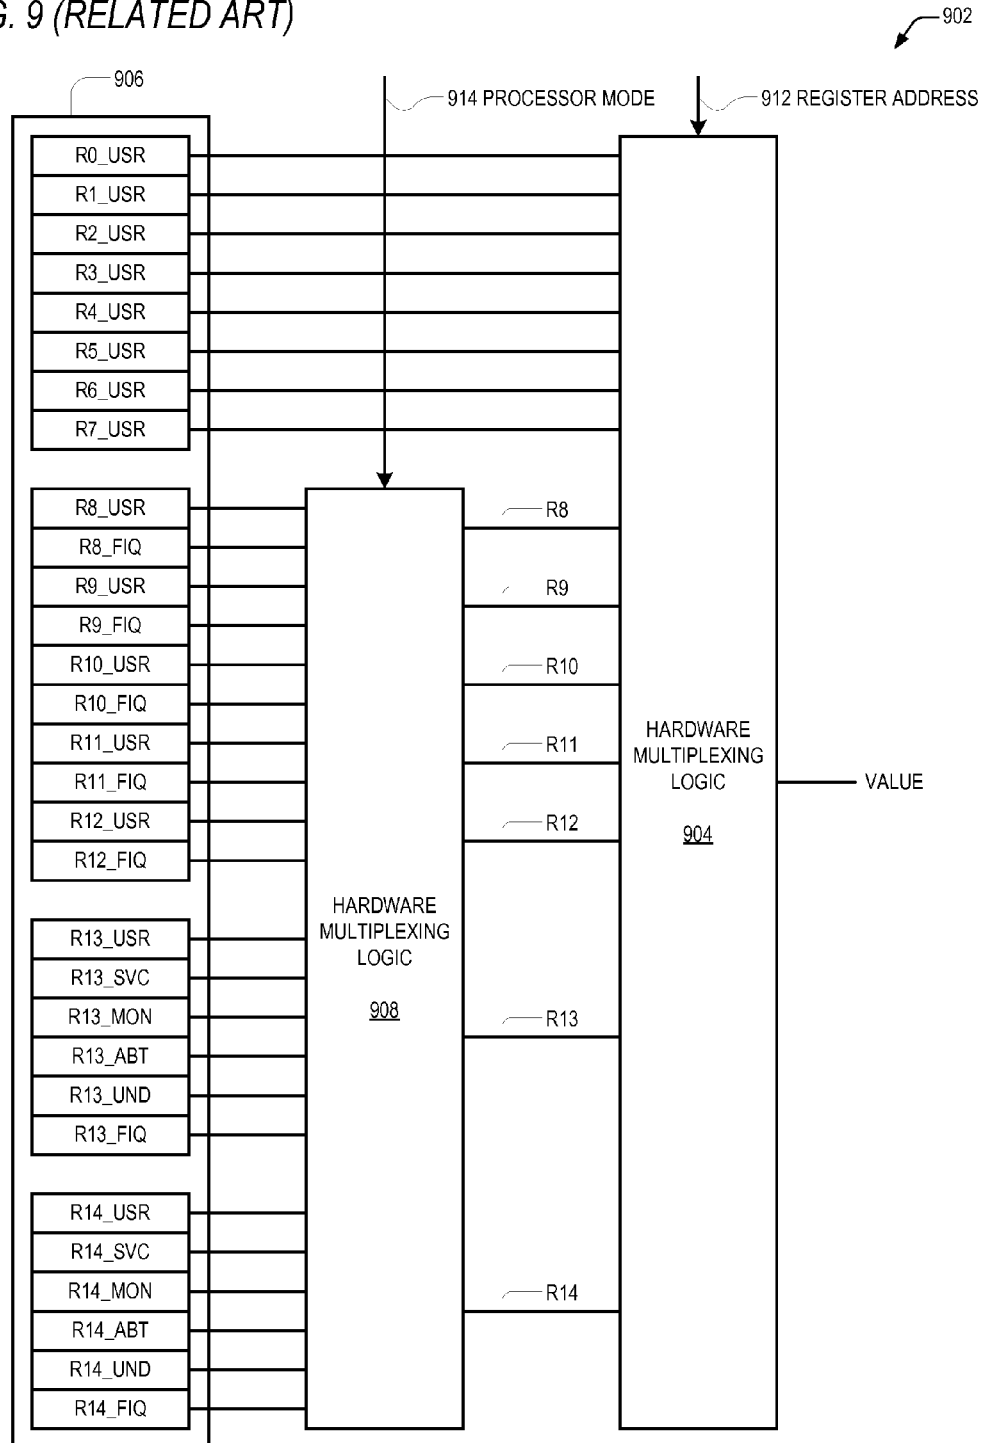 G. 9 (RELATED ART)
902
906
914 PROCESSOR MODE
912 REGISTER ADDRESS
R0_USR
R1_USR
R2_USR
R3_USR
R4_USR
R5_USR
R6_USR
R7_USR
R8_USR
R8_FIQ
R9_USR
R9_FIQ
R10_USR
R10_FIQ
R11_USR
R11_FIQ
R12_USR
R12_FIQ
R13_USR
R13_SVC
R13_MON
R13_ABT
R13_UND
R13_FIQ
R14_USR
R14_SVC
R14_MON
R14_ABT
R14_UND
R14_FIQ
HARDWARE
MULTIPLEXING
LOGIC
908
R8
R9
R10
R11
R12
R13
R14
HARDWARE
MULTIPLEXING
LOGIC
904
VALUE